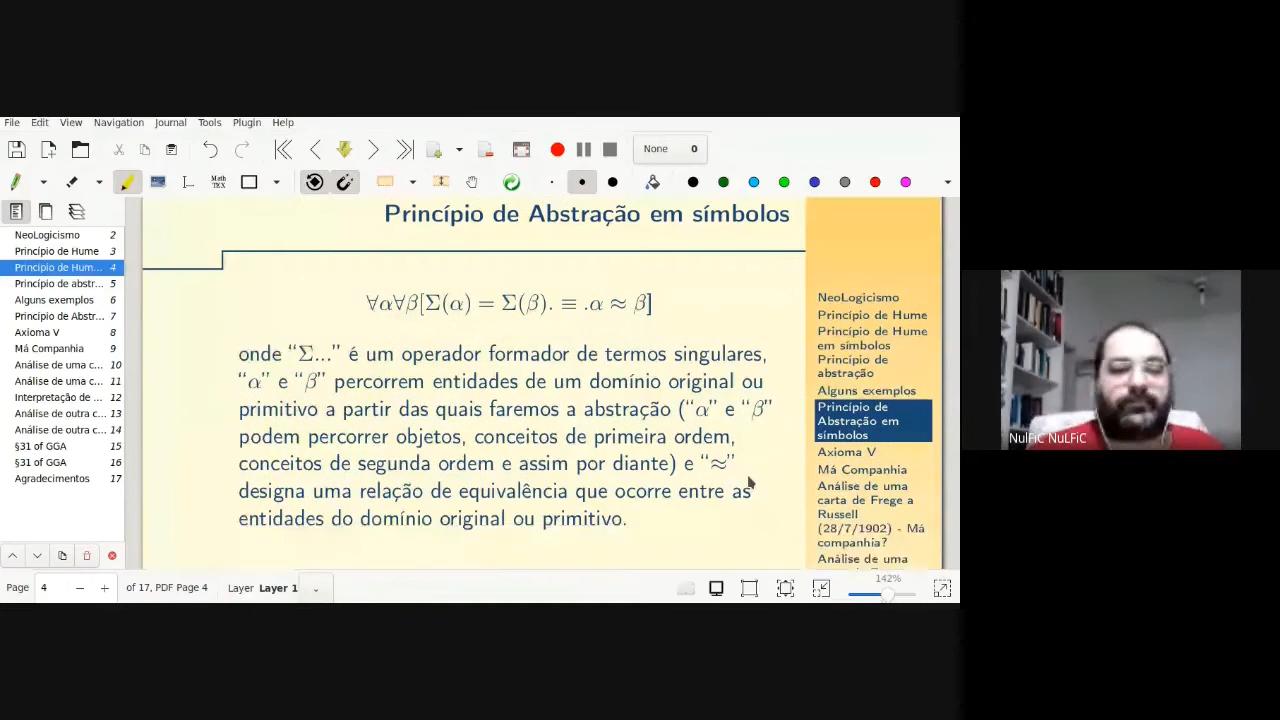 File Edit View Navigation Journal Tools Plugin Help
None 0
Math
TEX
NeoLogicismo 2
Princípio de Hume 3
Princípio de Hum... 4
Princípio de abstr... 5
Alguns exemplos 6
Princípio de Abstr... 7
Axioma V 8
Má Companhia 9
Análise de uma c... 10
Análise de uma c... 11
Interpretação de ... 12
Análise de outra c... 13
Análise de outra c... 14
§31 of GGA 15
§31 of GGA 16
Agradecimentos 17
Princípio de Abstração em símbolos
∀α∀β[Σ(α) = Σ(β). ≡ .α ≈ β]
onde “Σ...” é um operador formador de termos singulares,
“α” e “β” percorrem entidades de um domínio original ou
primitivo a partir das quais faremos a abstração (“α” e “β”
podem percorrer objetos, conceitos de primeira ordem,
conceitos de segunda ordem e assim por diante) e “≈”
designa uma relação de equivalência que ocorre entre as
entidades do domínio original ou primitivo.
NeoLogicismo
Princípio de Hume
Princípio de Hume
em símbolos
Princípio de
abstração
Alguns exemplos
Princípio de
Abstração em
símbolos
Axioma V
Má Companhia
Análise de uma
carta de Frege a
Russell
(28/7/1902) - Má
companhia?
Análise de uma
Page 4 of 17, PDF Page 4 Layer Layer 1
142%
NulFiC NuLFiC